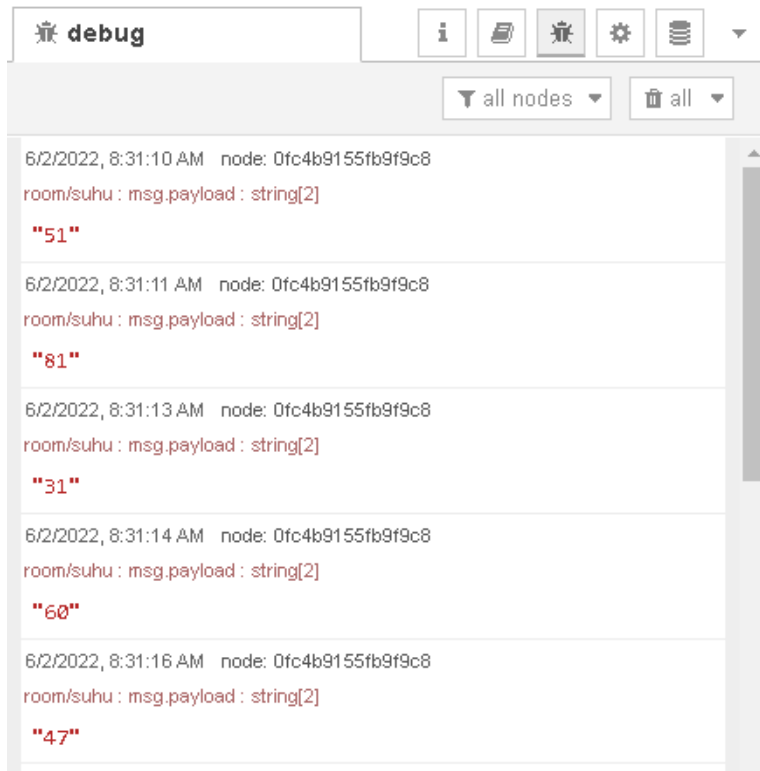 debug
i
all nodes
all
6/2/2022, 8:31:10 AM node: 0fc4b9155fb9f9c8
room/suhu : msg.payload : string[2]
"51"
6/2/2022, 8:31:11 AM node: 0fc4b9155fb9f9c8
room/suhu : msg.payload : string[2]
"81"
6/2/2022, 8:31:13 AM node: 0fc4b9155fb9f9c8
room/suhu : msg.payload : string[2]
"31"
6/2/2022, 8:31:14 AM node: 0fc4b9155fb9f9c8
room/suhu : msg.payload : string[2]
"60"
6/2/2022, 8:31:16 AM node: 0fc4b9155fb9f9c8
room/suhu : msg.payload : string[2]
"47"